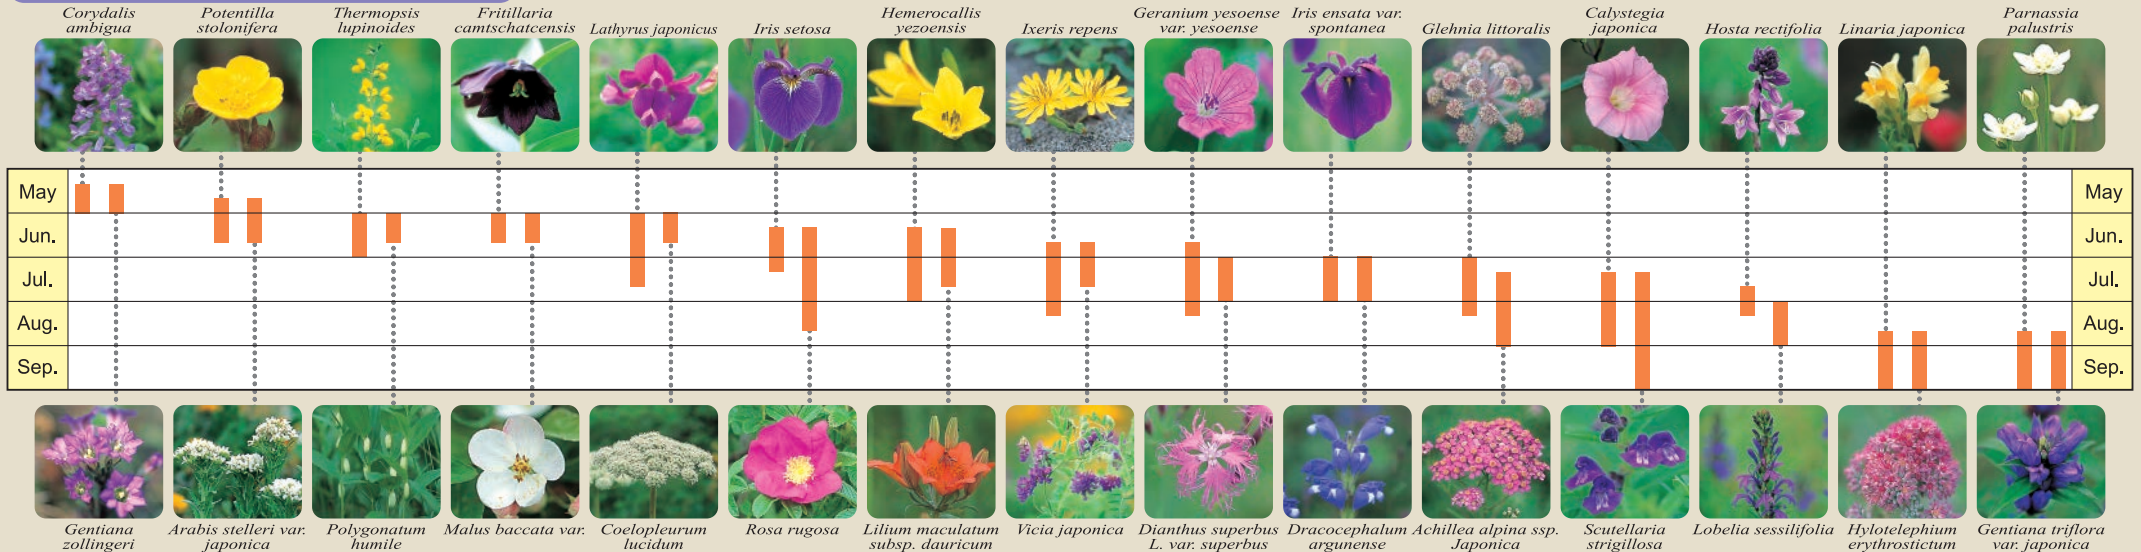 Corydalis
ambigua
Potentilla
stolonifera
Thermopsis
lupinoides
Fritillaria
camtschatcensis
Lathyrus japonicus
Iris setosa
Hemerocallis
yezoensis
Ixeris repens
Geranium yesoense
var. yesoense
Iris ensata var.
spontanea
Glehnia littoralis
Calystegia
japonica
Hosta rectifolia
Linaria japonica
Parnassia
palustris
May
May
Jun.
Jun.
Jul.
Jul.
Aug.
Aug.
Sep.
Sep.
Gentiana
zollingeri
Arabis stelleri var.
japonica
Polygonatum
humile
Malus baccata var.
Coelopleurum
lucidum
Rosa rugosa
Lilium maculatum
subsp. dauricum
Vicia japonica
Dianthus superbus
L. var. superbus
Dracocephalum
argunense
Achillea alpina ssp.
Japonica
Scutellaria
strigillosa
Lobelia sessilifolia
Hylotelephium
erythrostictum
Gentiana triflora
var. japonica